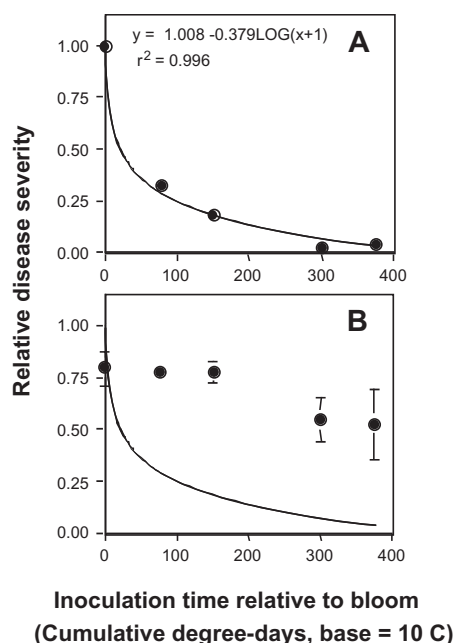 y = 1.008 -0.379LOG(x+1)
r² = 0.996
A
1.00
0.75
0.50
0.25
0.00
0 100 200 300 400
B
1.00
0.75
0.50
0.25
0.00
0 100 200 300 400
Relative disease severity
Inoculation time relative to bloom
(Cumulative degree-days, base = 10 C)